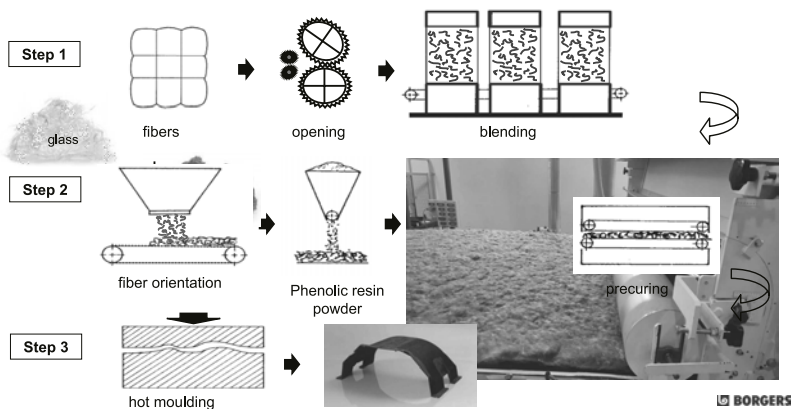 Step 1
fibers
opening
blending
glass
Step 2
fiber orientation
Phenolic resin
powder
precuring
Step 3
hot moulding
BORGERS